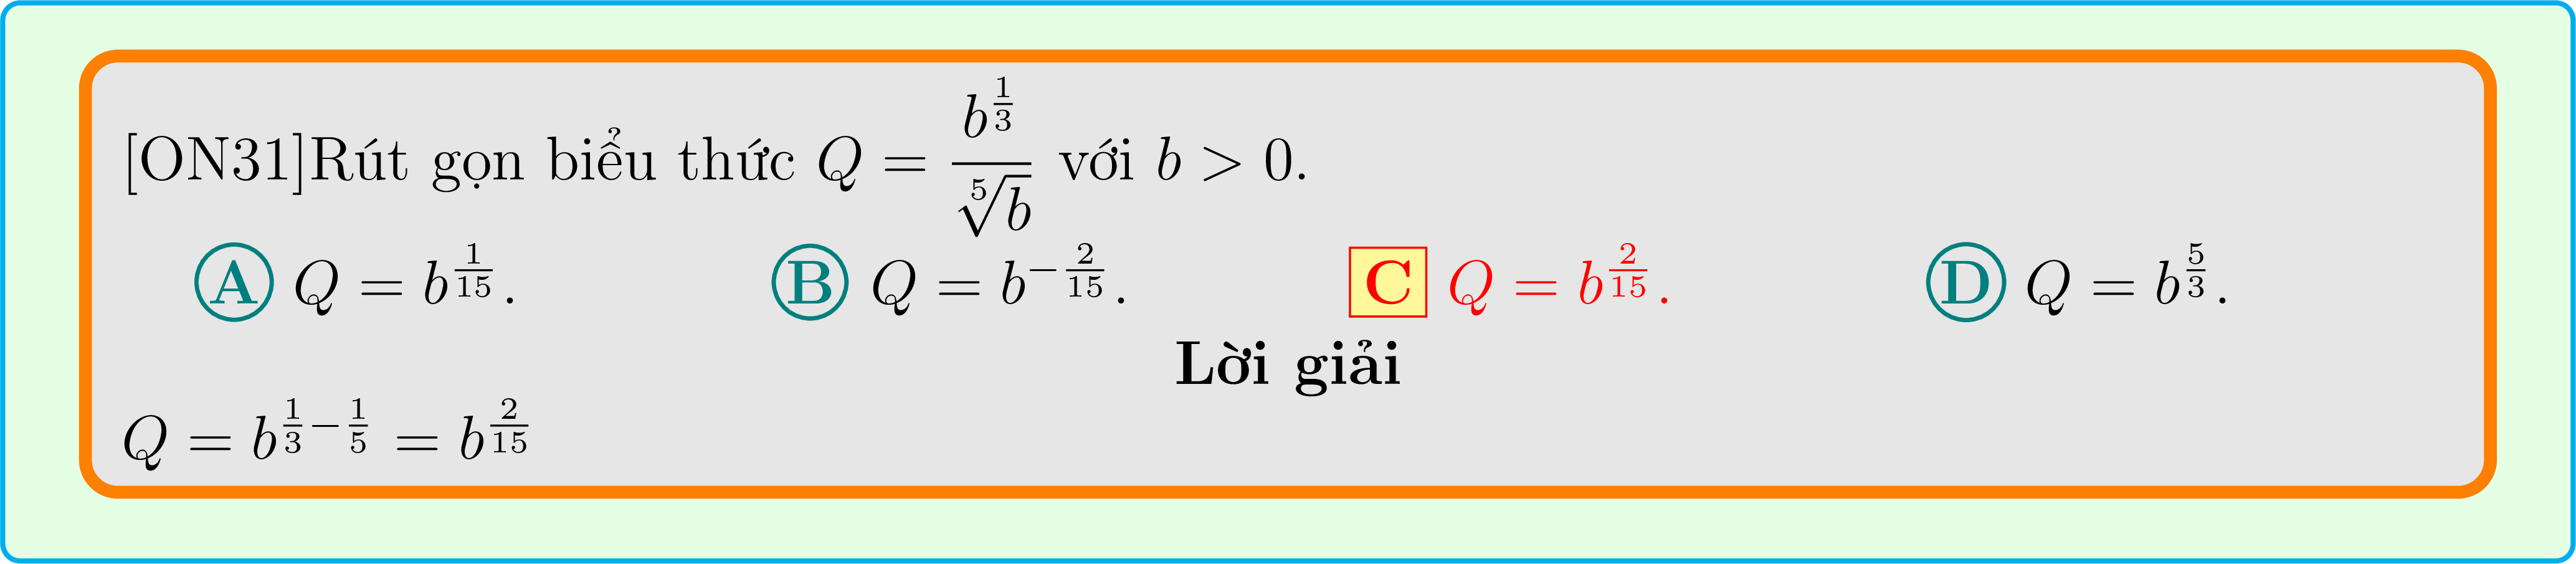 [ON31]Rút gọn biểu thức $Q = \dfrac{b^{\frac{1}{3}}}{\sqrt[5]{b}}$ với $b > 0$.
A $Q = b^{\frac{1}{15}}$. B $Q = b^{-\frac{2}{15}}$. C $Q = b^{\frac{2}{15}}$. D $Q = b^{\frac{5}{3}}$.
Lời giải
$Q = b^{\frac{1}{3}-\frac{1}{5}} = b^{\frac{2}{15}}$